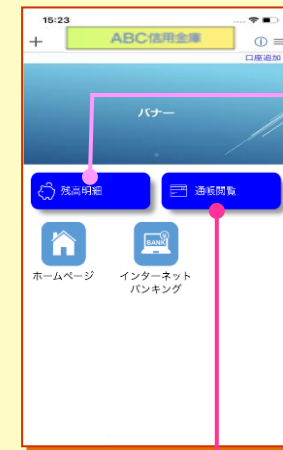 15:23
ABC信用金庫
口座追加
バナー
残高明細
通帳閲覧
BANK
ホームページ
インターネット
バンキング